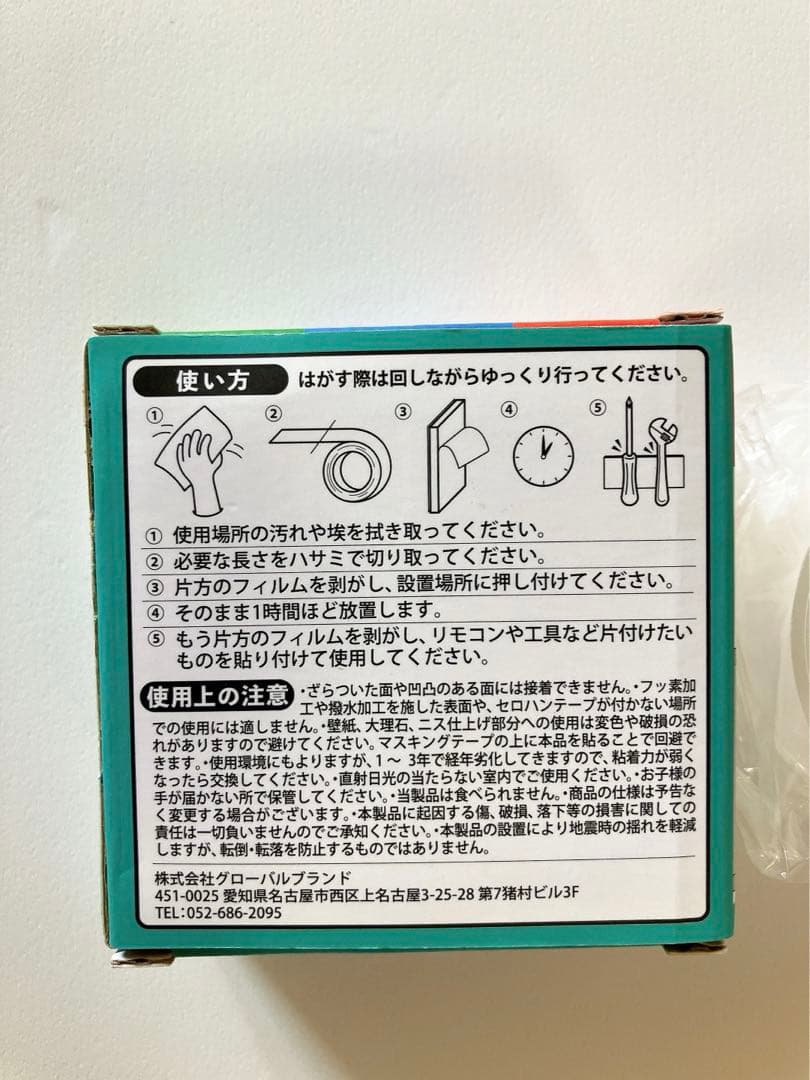 使い方 はがす際は回しながらゆっくり行ってください。
① ② ③ ④ ⑤
① 使用場所の汚れや埃を拭き取ってください。
② 必要な長さをハサミで切り取ってください。
③ 片方のフィルムを剥がし、設置場所に押し付けてください。
④ そのまま1時間ほど放置します。
⑤ もう片方のフィルムを剥がし、リモコンや工具など片付けたい
ものを貼り付けて使用してください。
使用上の注意 ・ざらついた面や凹凸のある面には接着できません。・フッ素加
工や撥水加工を施した表面や、セロハンテープが付かない場所
での使用には適しません。・壁紙、大理石、ニス仕上げ部分への使用は変色や破損の恐
れがありますので避けてください。マスキングテープの上に本品を貼ることで回避で
きます。・使用環境にもよりますが、1〜 3年で経年劣化してきますので、粘着力が弱く
なったら交換してください。・直射日光の当たらない室内でご使用ください。・お子様の
手が届かない所で保管してください。・当製品は食べられません。・商品の仕様は予告な
く変更する場合がございます。・本製品に起因する傷、破損、落下等の損害に関しての
責任は一切負いませんのでご承知ください。・本製品の設置により地震時の揺れを軽減
しますが、転倒・転落を防止するものではありません。
株式会社グローバルブランド
451-0025 愛知県名古屋市西区上名古屋3-25-28 第7猪村ビル3F
TEL:052-686-2095